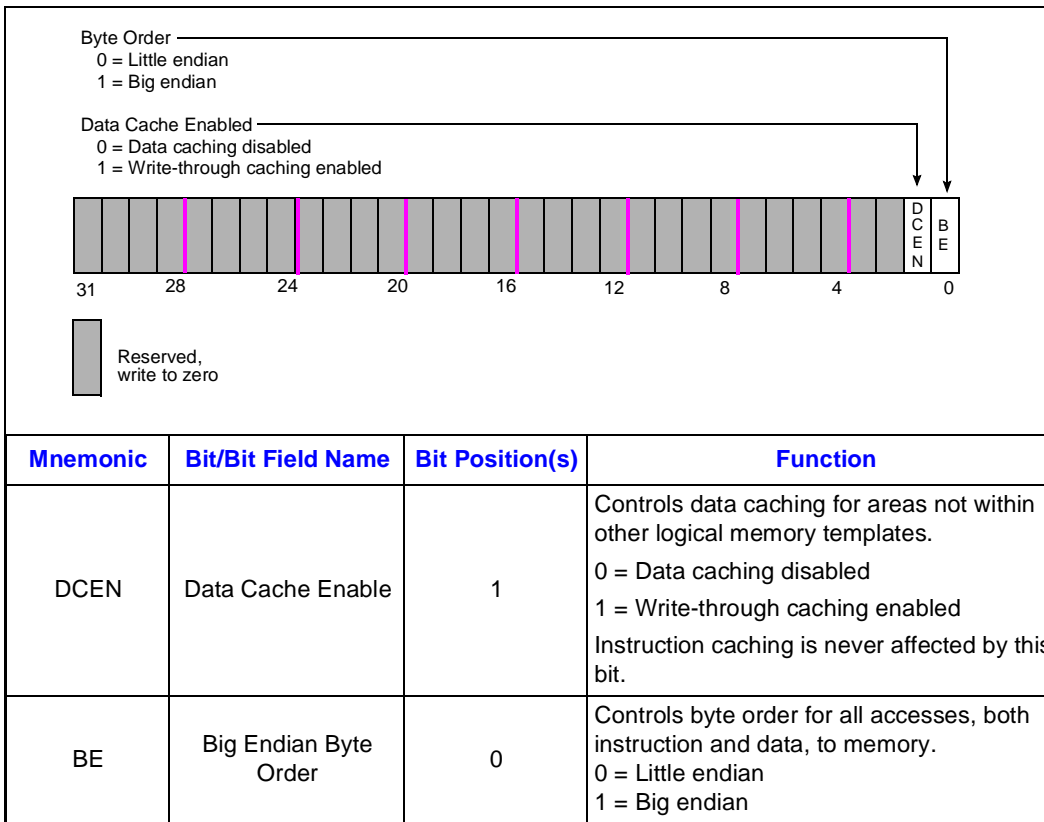 Byte Order
0 = Little endian
1 = Big endian
Data Cache Enabled
0 = Data caching disabled
1 = Write-through caching enabled
DCEN
BE
31 28 24 20 16 12 8 4 0
Reserved,
write to zero
Mnemonic Bit/Bit Field Name Bit Position(s) Function
DCEN Data Cache Enable 1
Controls data caching for areas not within
other logical memory templates.
0 = Data caching disabled
1 = Write-through caching enabled
Instruction caching is never affected by this
bit.
BE Big Endian Byte
Order 0
Controls byte order for all accesses, both
instruction and data, to memory.
0 = Little endian
1 = Big endian